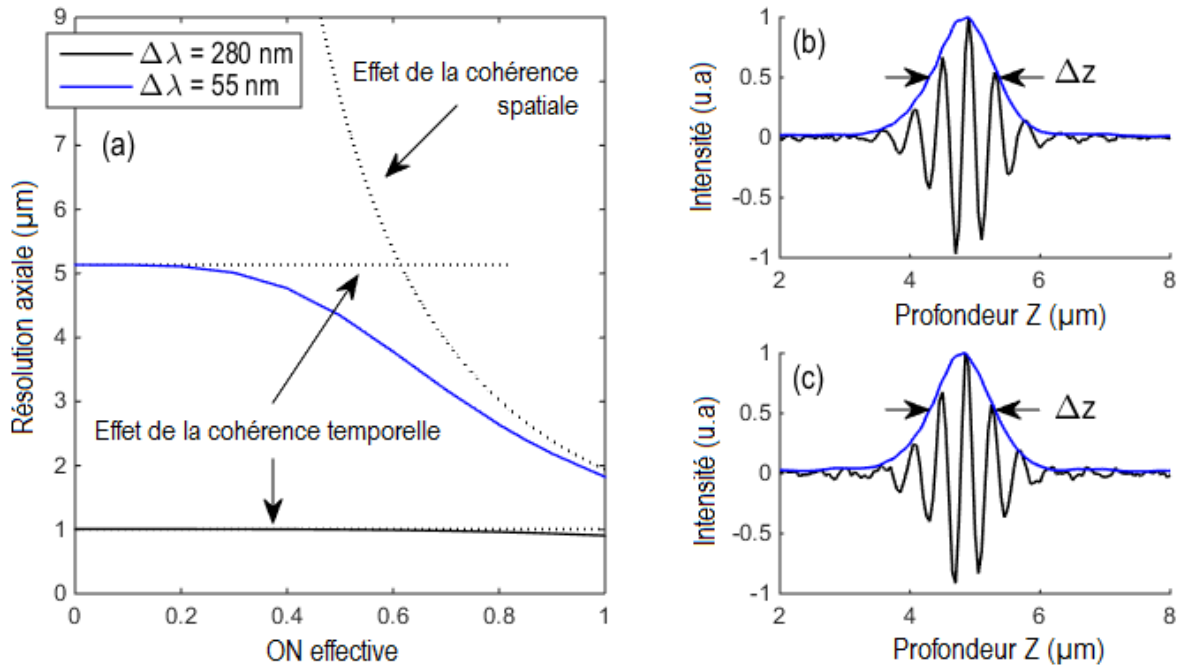 Δ λ = 280 nm
Δ λ = 55 nm
(a)
Effet de la cohérence
spatiale
Effet de la cohérence temporelle
Résolution axiale (µm)
9
8
7
6
5
4
3
2
1
0
0
0.2
0.4
0.6
0.8
1
ON effective
(b)
Δz
Intensité (u.a)
1
0.5
0
-0.5
-1
2
4
6
8
Profondeur Z (µm)
(c)
Δz
Intensité (u.a)
1
0.5
0
-0.5
-1
2
4
6
8
Profondeur Z (µm)